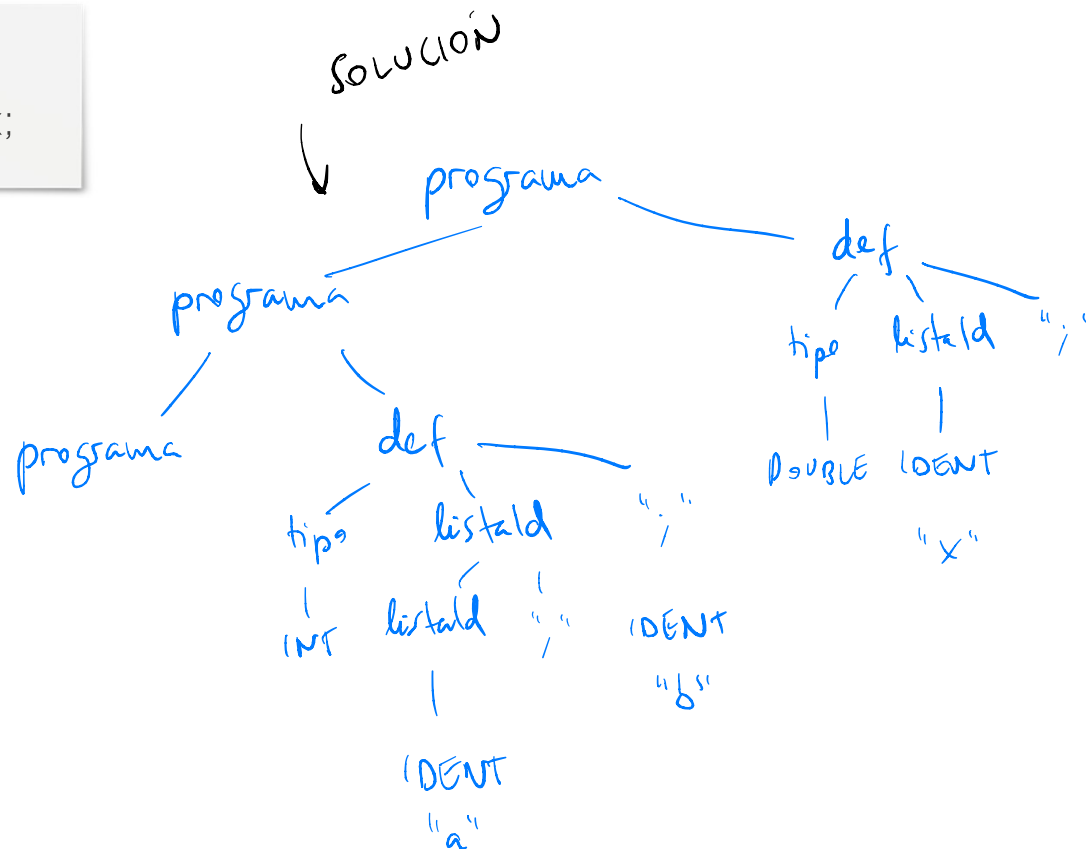 SOLUCIÓN
;
programa
programa def
tipo listaId ";"
programa def DOUBLE IDENT
"x"
tipo listaId ";"
INT listaId "," IDENT
"b"
IDENT
"a"